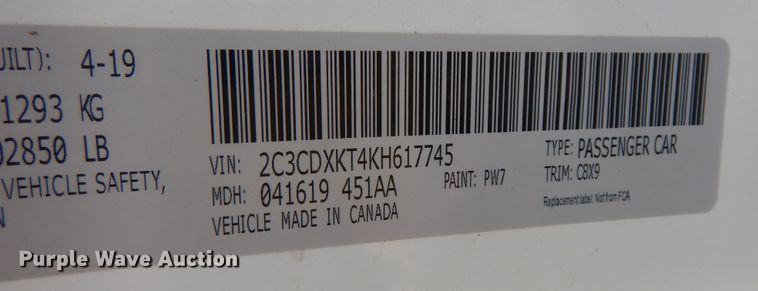 UILT): 4-19
1293 KG
02850 LB
VEHICLE SAFETY,
N
VIN: 2C3CDXKT4KH617745
MDH: 041619 451AA
PAINT: PW7
VEHICLE MADE IN CANADA
TYPE: PASSENGER CAR
TRIM: C8X9
Replacement label: Not from FCA
Purple Wave Auction